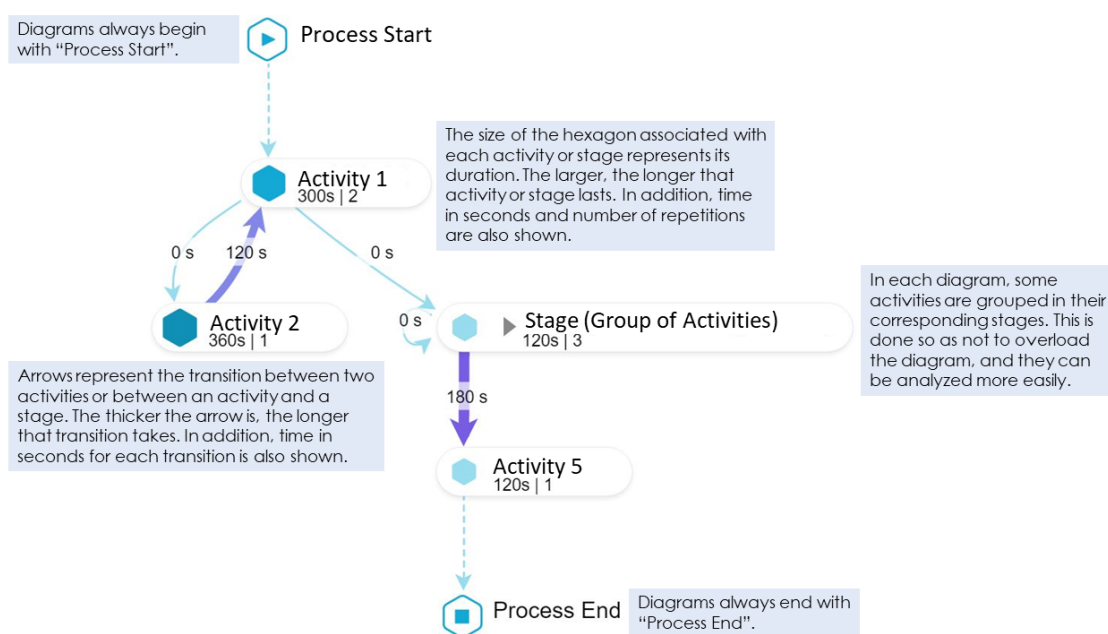 Diagrams always begin
with “Process Start”.
Process Start
The size of the hexagon associated with
each activity or stage represents its
duration. The larger, the longer that
activity or stage lasts. In addition, time
in seconds and number of repetitions
are also shown.
Activity 1
300s | 2
0 s
120 s
0 s
In each diagram, some
activities are grouped in their
corresponding stages. This is
done so as not to overload
the diagram, and they can
be analyzed more easily.
Activity 2
360s | 1
0 s
Stage (Group of Activities)
120s | 3
Arrows represent the transition between two
activities or between an activity and a
stage. The thicker the arrow is, the longer
that transition takes. In addition, time in
seconds for each transition is also shown.
180 s
Activity 5
120s | 1
Process End
Diagrams always end with
“Process End”.